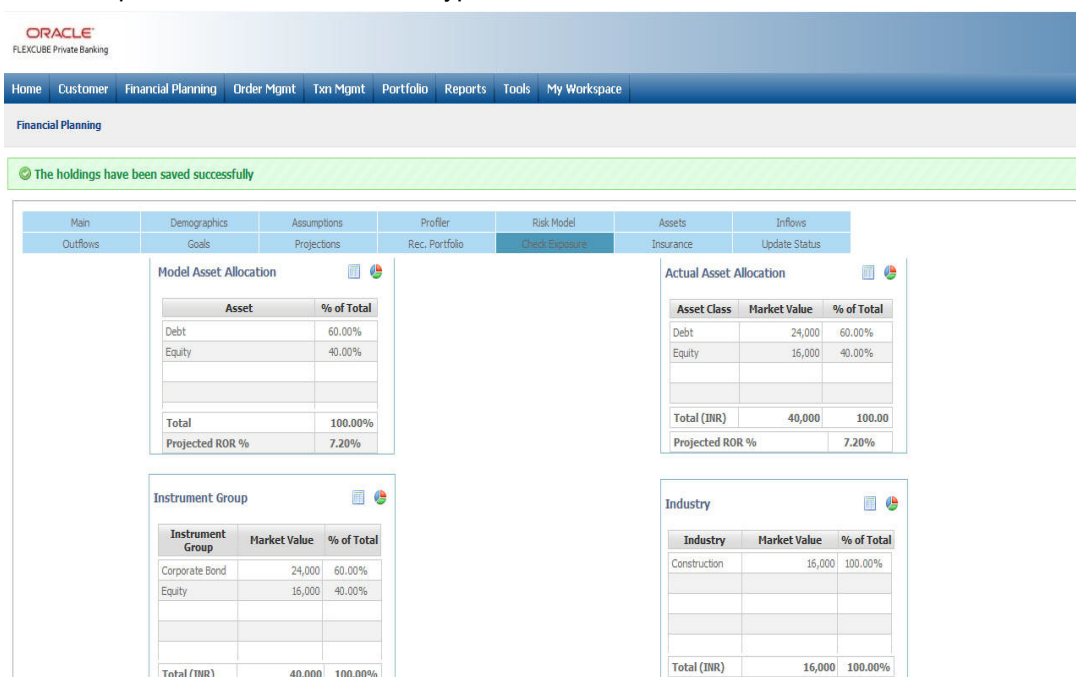 ORACLE
FLEXCUBE Private Banking
Home Customer Financial Planning Order Mgmt Txn Mgmt Portfolio Reports Tools My Workspace
Financial Planning
The holdings have been saved successfully
Main Demographics Assumptions Profiler Risk Model Assets Inflows
Outflows Goals Projections Rec. Portfolio Check Exposure Insurance Update Status
Model Asset Allocation
Asset % of Total
Debt 60.00%
Equity 40.00%
Total 100.00%
Projected ROR % 7.20%
Actual Asset Allocation
Asset Class Market Value % of Total
Debt 24,000 60.00%
Equity 16,000 40.00%
Total (INR) 40,000 100.00
Projected ROR % 7.20%
Instrument Group
Instrument Group Market Value % of Total
Corporate Bond 24,000 60.00%
Equity 16,000 40.00%
Total (INR) 40,000 100.00%
Industry
Industry Market Value % of Total
Construction 16,000 100.00%
Total (INR) 16,000 100.00%